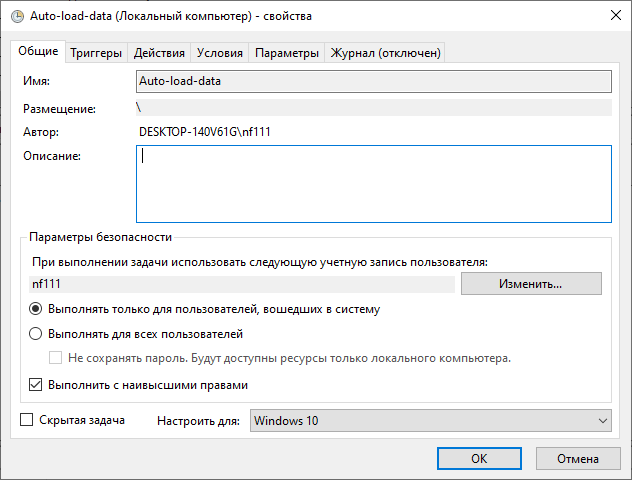 Auto-load-data (Локальный компьютер) - свойства
Общие Триггеры Действия Условия Параметры Журнал (отключен)
Имя: Auto-load-data
Размещение: \
Автор: DESKTOP-140V61G\nf111
Описание:
Параметры безопасности
При выполнении задачи использовать следующую учетную запись пользователя:
nf111 Изменить...
Выполнять только для пользователей, вошедших в систему
Выполнять для всех пользователей
Не сохранять пароль. Будут доступны ресурсы только локального компьютера.
Выполнить с наивысшими правами
Скрытая задача Настроить для: Windows 10
ОК Отмена